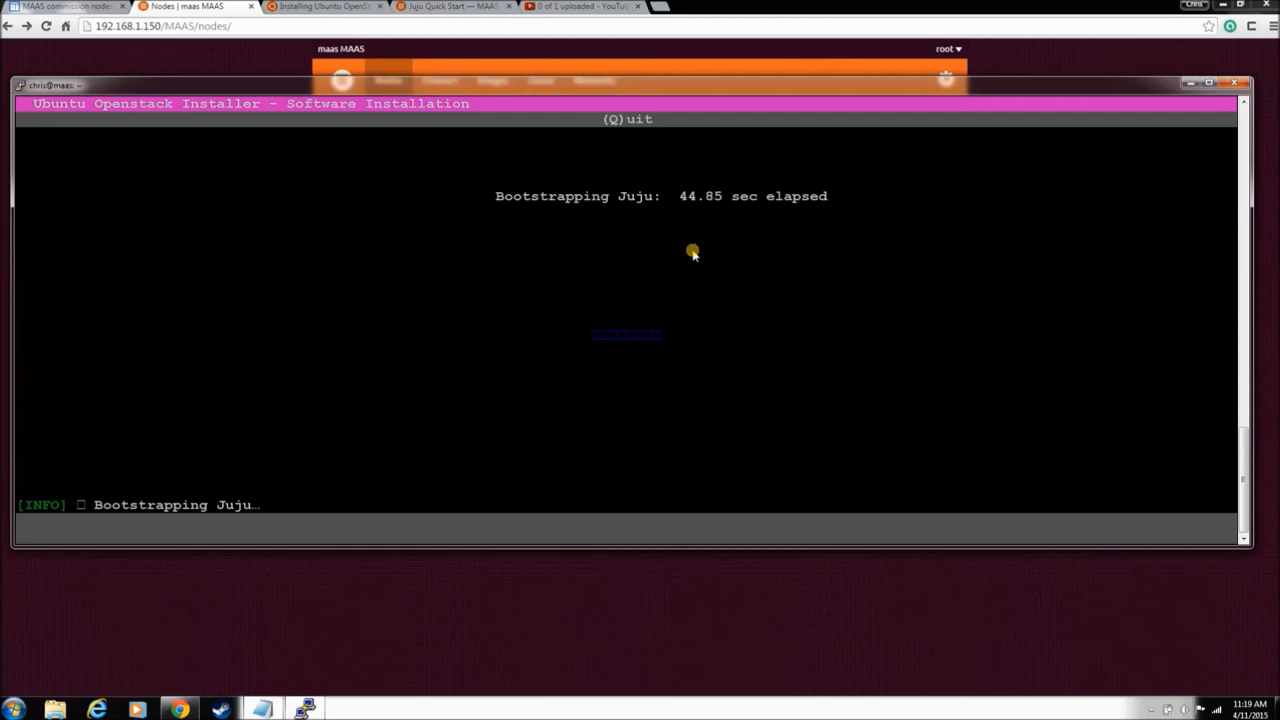 MAAS commission node
Nodes | maas MAAS
Installing Ubuntu OpenSt
Juju Quick Start — MAAS
0 of 1 uploaded - YouTub
Chris
192.168.1.150/MAAS/nodes/
maas MAAS
root
chris@maas: ~
Ubuntu Openstack Installer - Software Installation
(Q)uit
Bootstrapping Juju: 44.85 sec elapsed
[INFO] Bootstrapping Juju…
11:19 AM
4/11/2015